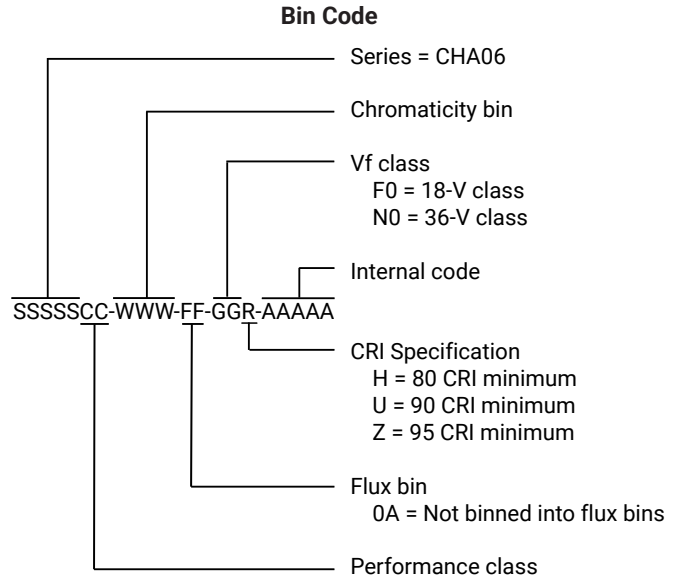 Bin Code
Series = CHA06
Chromaticity bin
Vf class
F0 = 18-V class
N0 = 36-V class
Internal code
SSSSSCC-WWW-FF-GGR-AAAAA
CRI Specification
H = 80 CRI minimum
U = 90 CRI minimum
Z = 95 CRI minimum
Flux bin
0A = Not binned into flux bins
Performance class